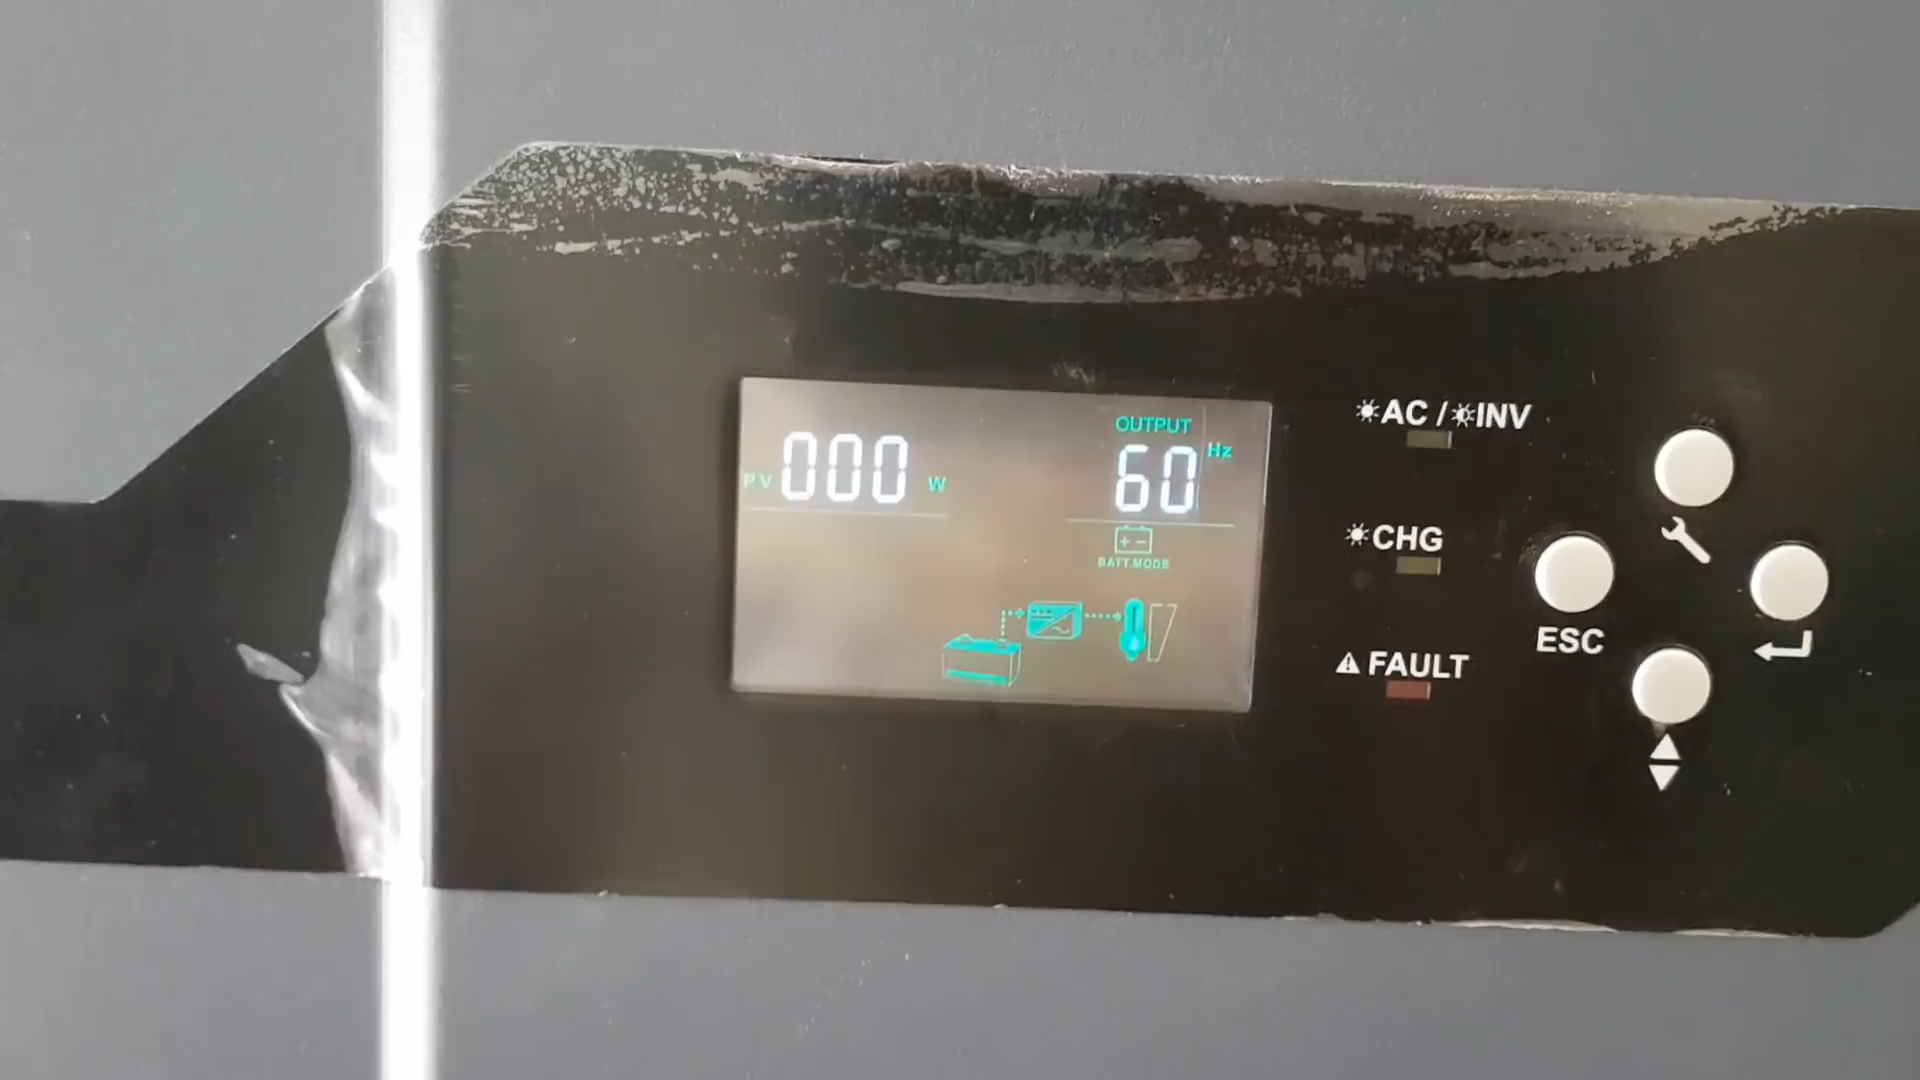 OUTPUT
PV 000 W
60 Hz
BATT.MODE
AC / INV
CHG
FAULT
ESC